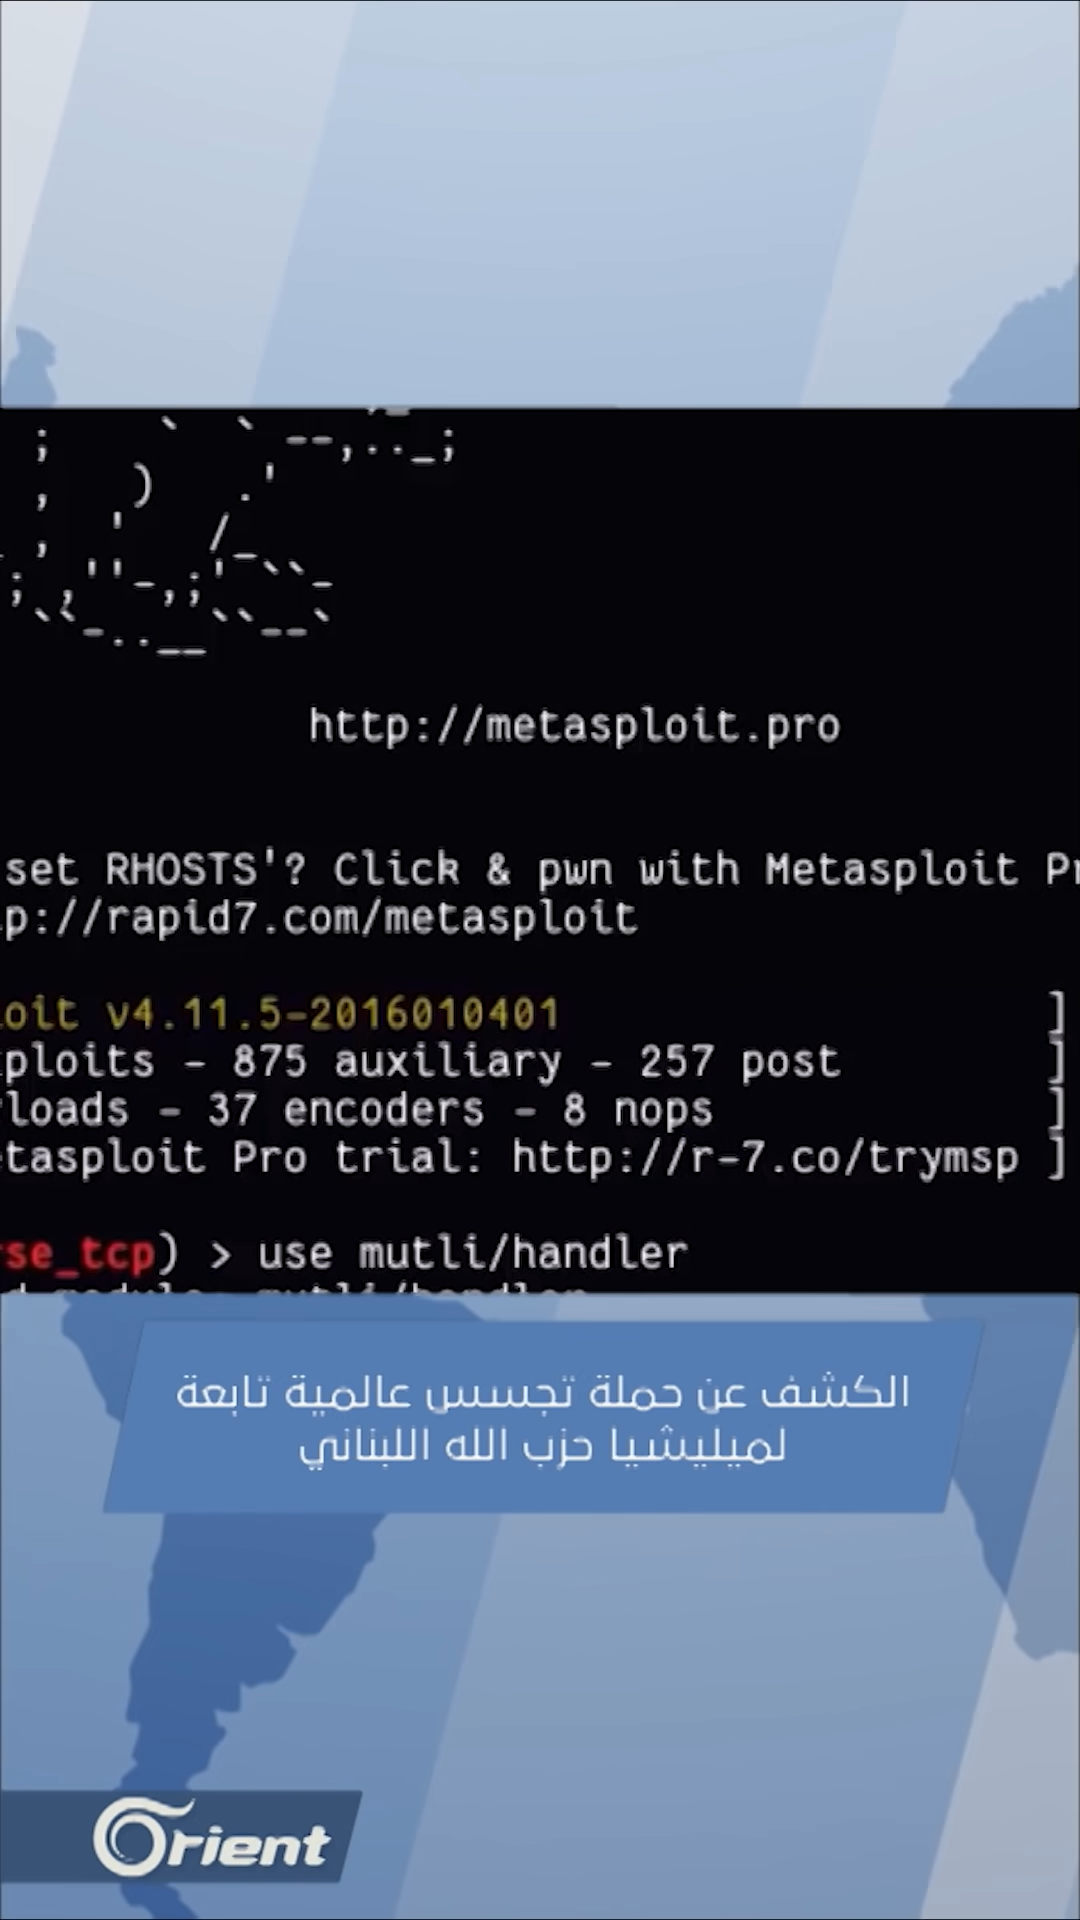 http://metasploit.pro
set RHOSTS'? Click & pwn with Metasploit
p://rapid7.com/metasploit
oit v4.11.5-2016010401 ]
ploits - 875 auxiliary - 257 post ]
loads - 37 encoders - 8 nops ]
tasploit Pro trial: http://r-7.co/trymsp ]
se_tcp) > use mutli/handler
الكشف عن حملة تجسس عالمية تابعة
لميليشيا حزب الله اللبناني
Orient